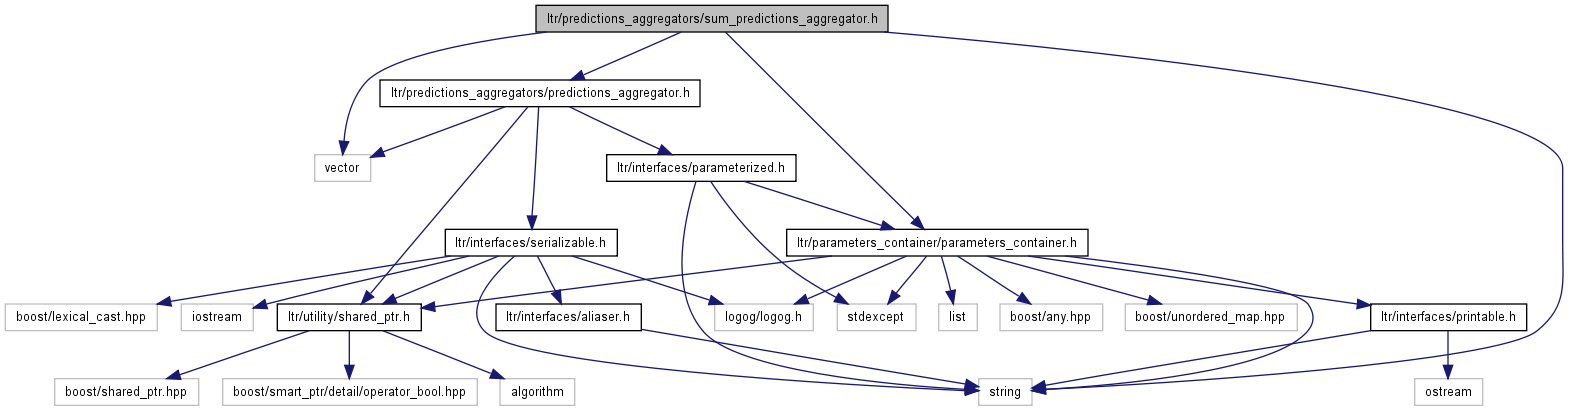 ltr/predictions_aggregators/sum_predictions_aggregator.h
ltr/predictions_aggregators/predictions_aggregator.h
vector
ltr/interfaces/parameterized.h
ltr/interfaces/serializable.h
ltr/parameters_container/parameters_container.h
boost/lexical_cast.hpp
iostream
ltr/utility/shared_ptr.h
ltr/interfaces/aliaser.h
logog/logog.h
stdexcept
list
boost/any.hpp
boost/unordered_map.hpp
ltr/interfaces/printable.h
boost/shared_ptr.hpp
boost/smart_ptr/detail/operator_bool.hpp
algorithm
string
ostream